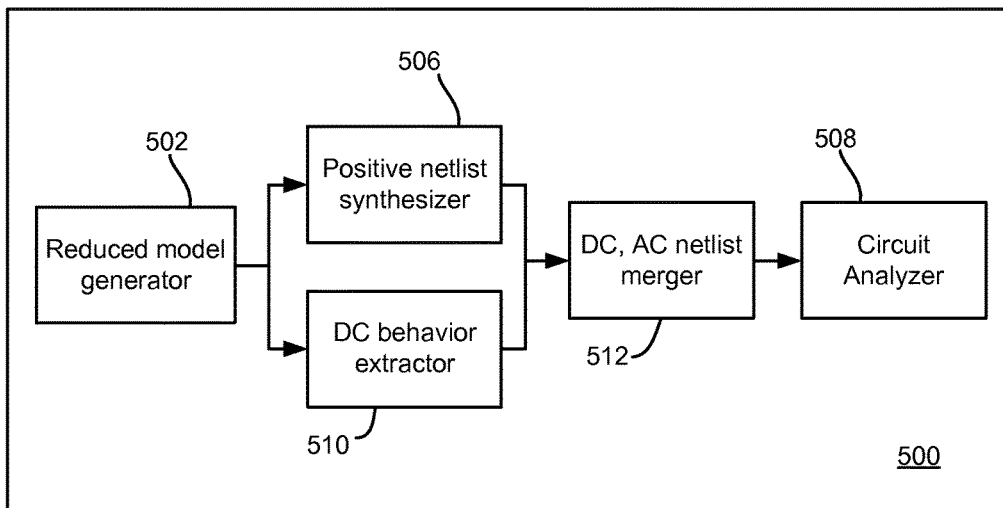 506
502
508
Positive netlist
synthesizer
Reduced model
generator
DC, AC netlist
merger
Circuit
Analyzer
DC behavior
extractor
512
510
500